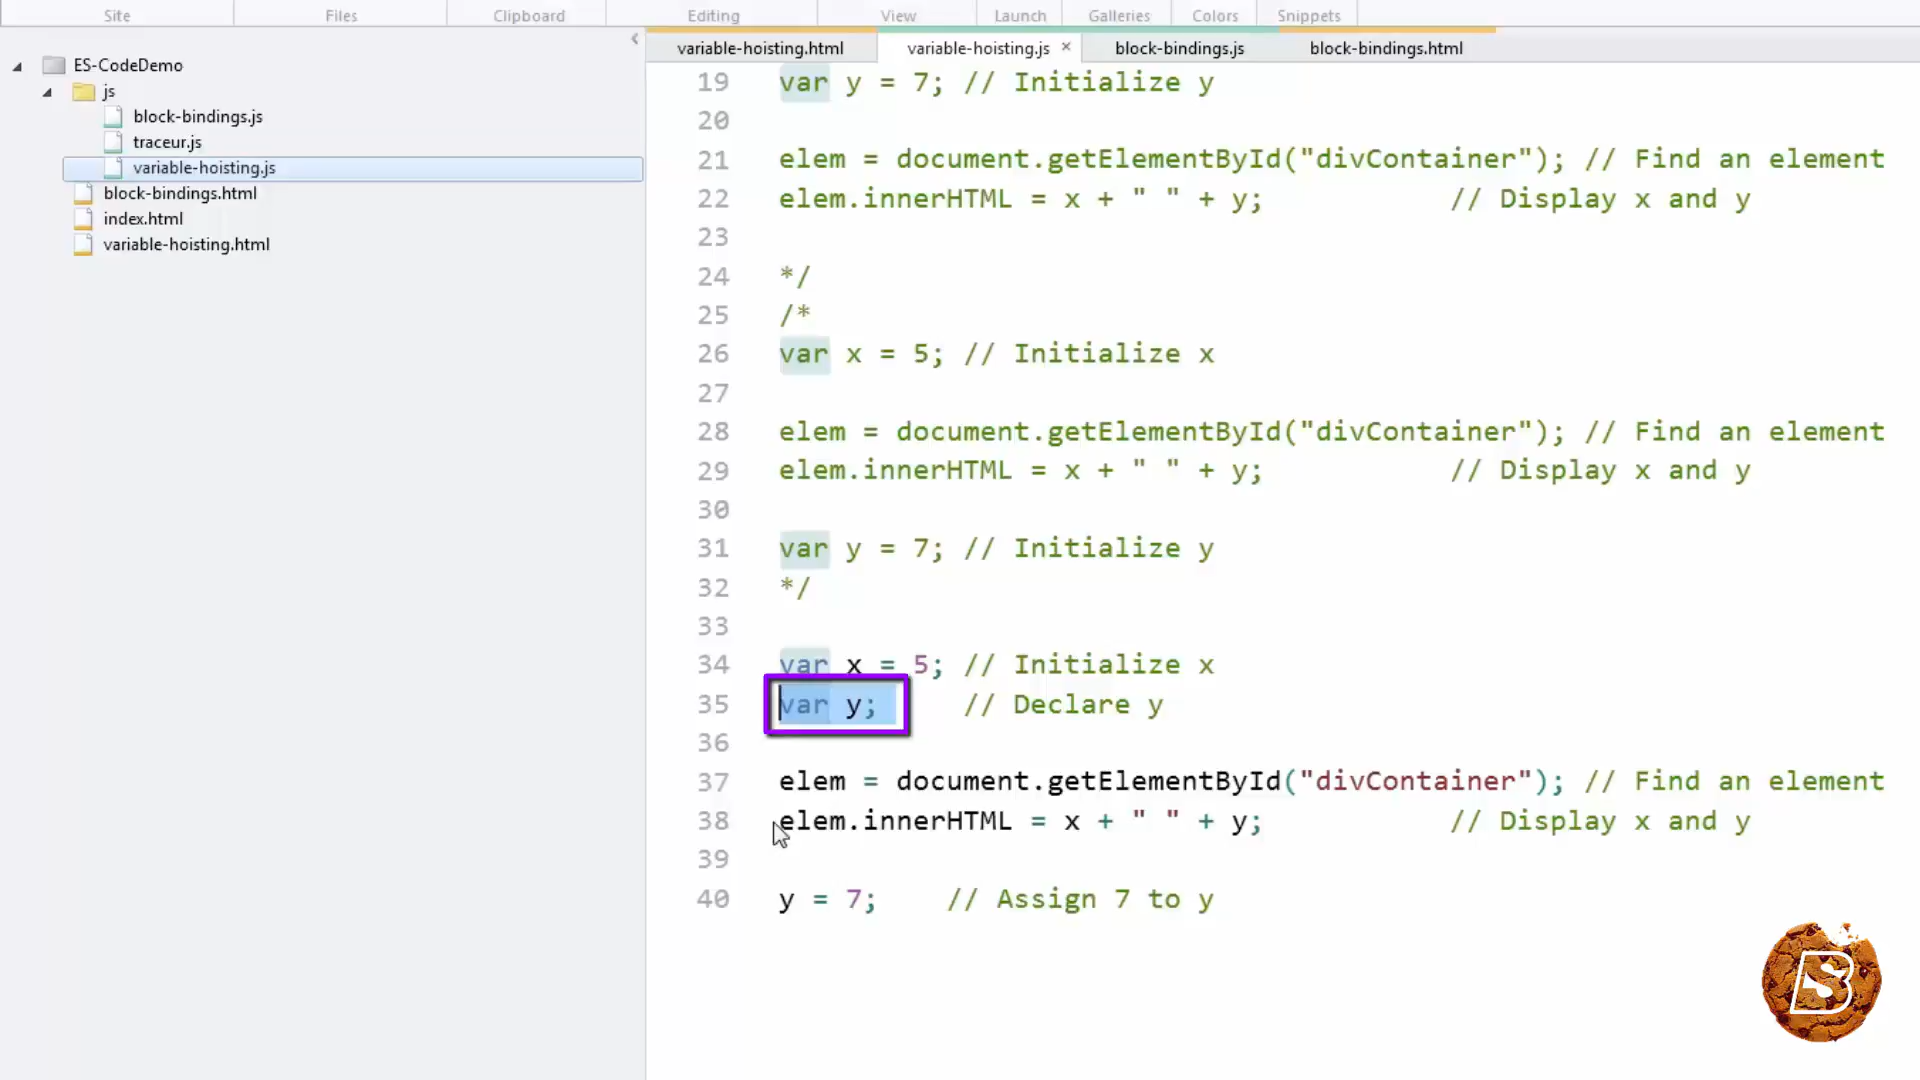 Site Files Clipboard Editing View Launch Galleries Colors Snippets
ES-CodeDemo
js
block-bindings.js
traceur.js
variable-hoisting.js
block-bindings.html
index.html
variable-hoisting.html
variable-hoisting.html variable-hoisting.js × block-bindings.js block-bindings.html
19 var y = 7; // Initialize y
20
21 elem = document.getElementById("divContainer"); // Find an element
22 elem.innerHTML = x + " " + y; // Display x and y
23
24 */
25 /*
26 var x = 5; // Initialize x
27
28 elem = document.getElementById("divContainer"); // Find an element
29 elem.innerHTML = x + " " + y; // Display x and y
30
31 var y = 7; // Initialize y
32 */
33
34 var x = 5; // Initialize x
35 var y; // Declare y
36
37 elem = document.getElementById("divContainer"); // Find an element
38 elem.innerHTML = x + " " + y; // Display x and y
39
40 y = 7; // Assign 7 to y
BS